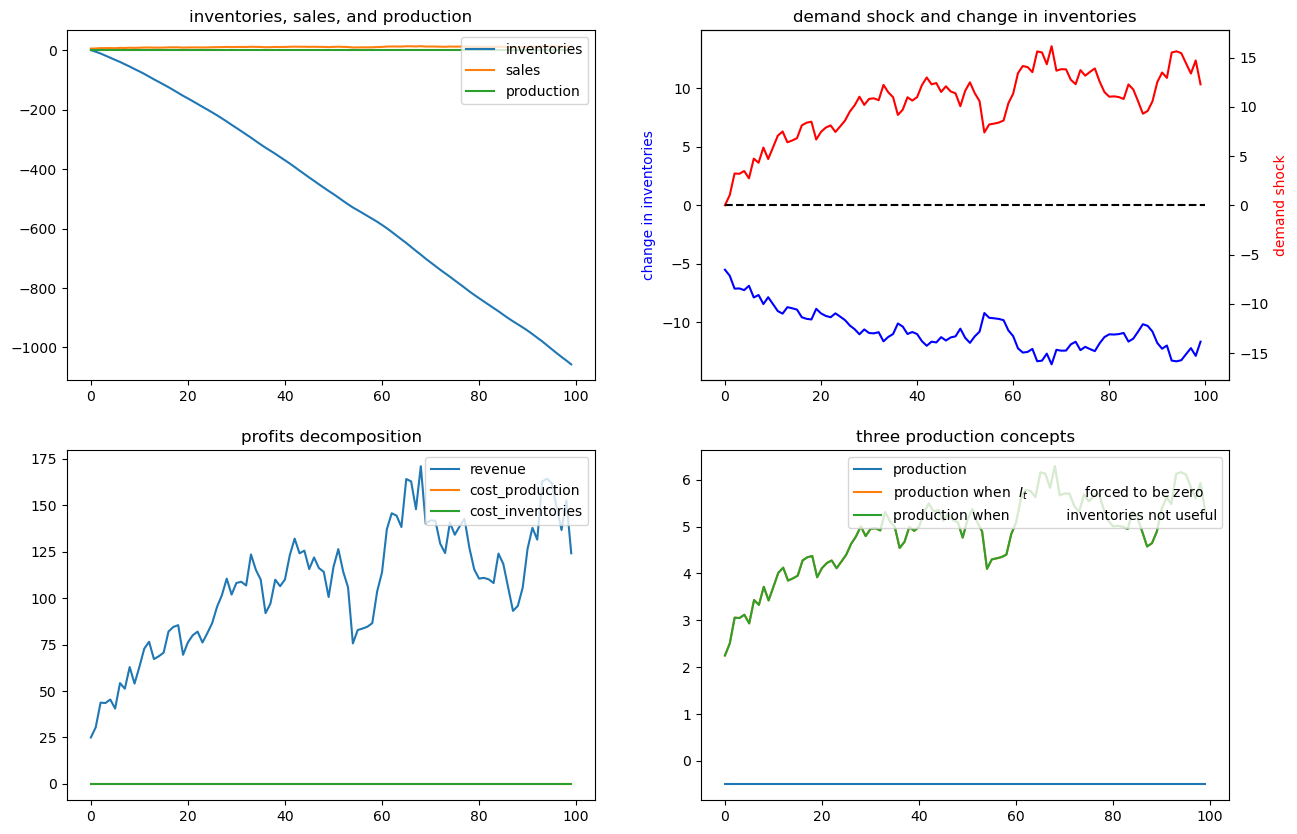 inventories, sales, and production
0
−200
−400
−600
−800
−1000
0 20 40 60 80 100
inventories
sales
production
demand shock and change in inventories
change in inventories
10
5
0
−5
−10
0 20 40 60 80 100
15
10
5
0
−5
−10
−15
demand shock
profits decomposition
175
150
125
100
75
50
25
0
0 20 40 60 80 100
revenue
cost_production
cost_inventories
three production concepts
6
5
4
3
2
1
0
0 20 40 60 80 100
production
production when I_t forced to be zero
production when inventories not useful